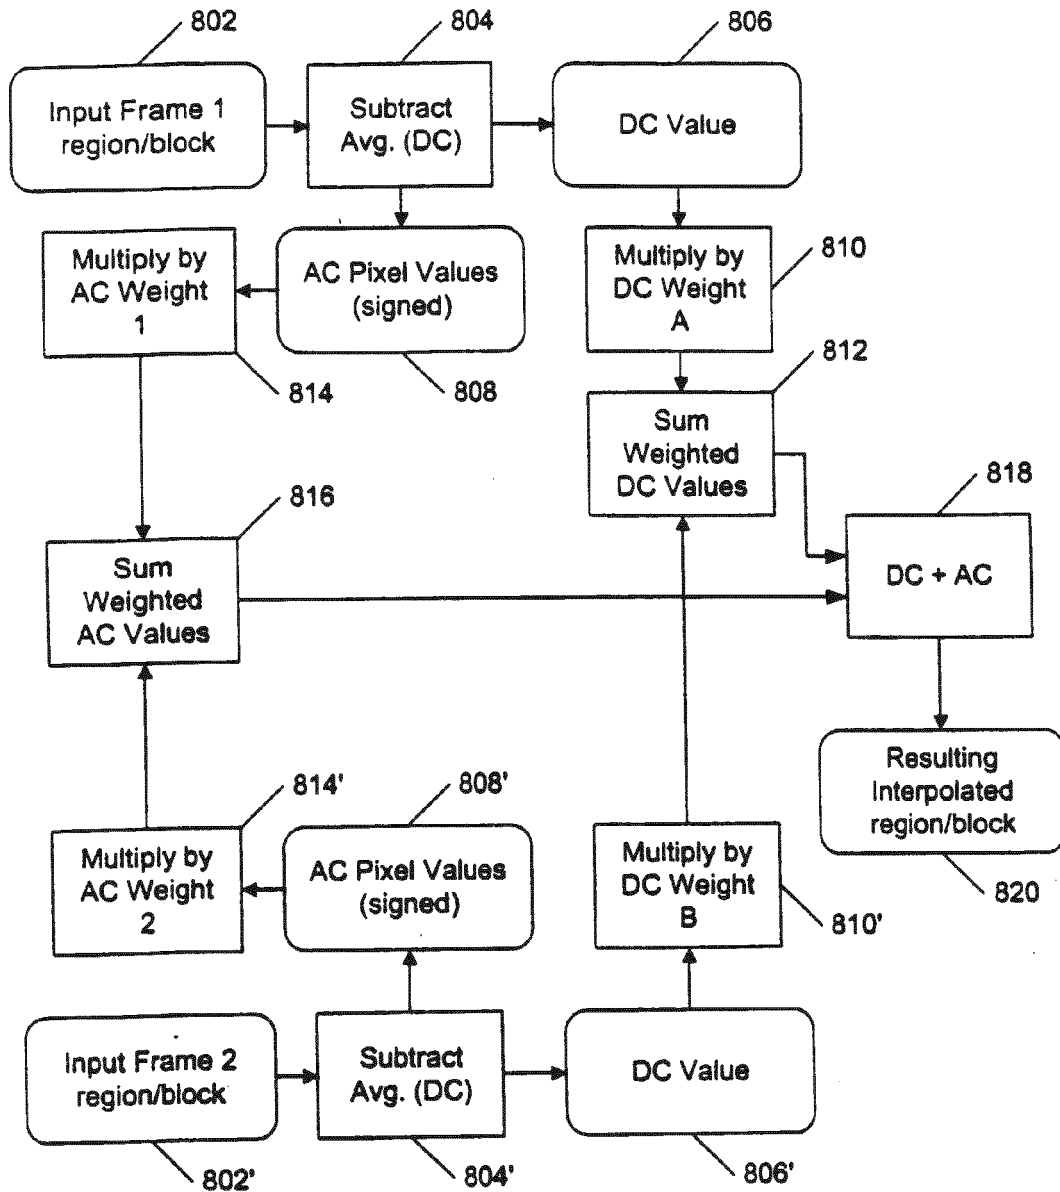 802
804
806
Input Frame 1
region/block
Subtract
Avg. (DC)
DC Value
Multiply by
AC Weight
1
AC Pixel Values
(signed)
Multiply by
DC Weight
A
810
814
808
812
Sum
Weighted
DC Values
816
818
Sum
Weighted
AC Values
DC + AC
Resulting
Interpolated
region/block
820
814'
808'
Multiply by
AC Weight
2
AC Pixel Values
(signed)
Multiply by
DC Weight
B
810'
Input Frame 2
region/block
Subtract
Avg. (DC)
DC Value
802'
804'
806'